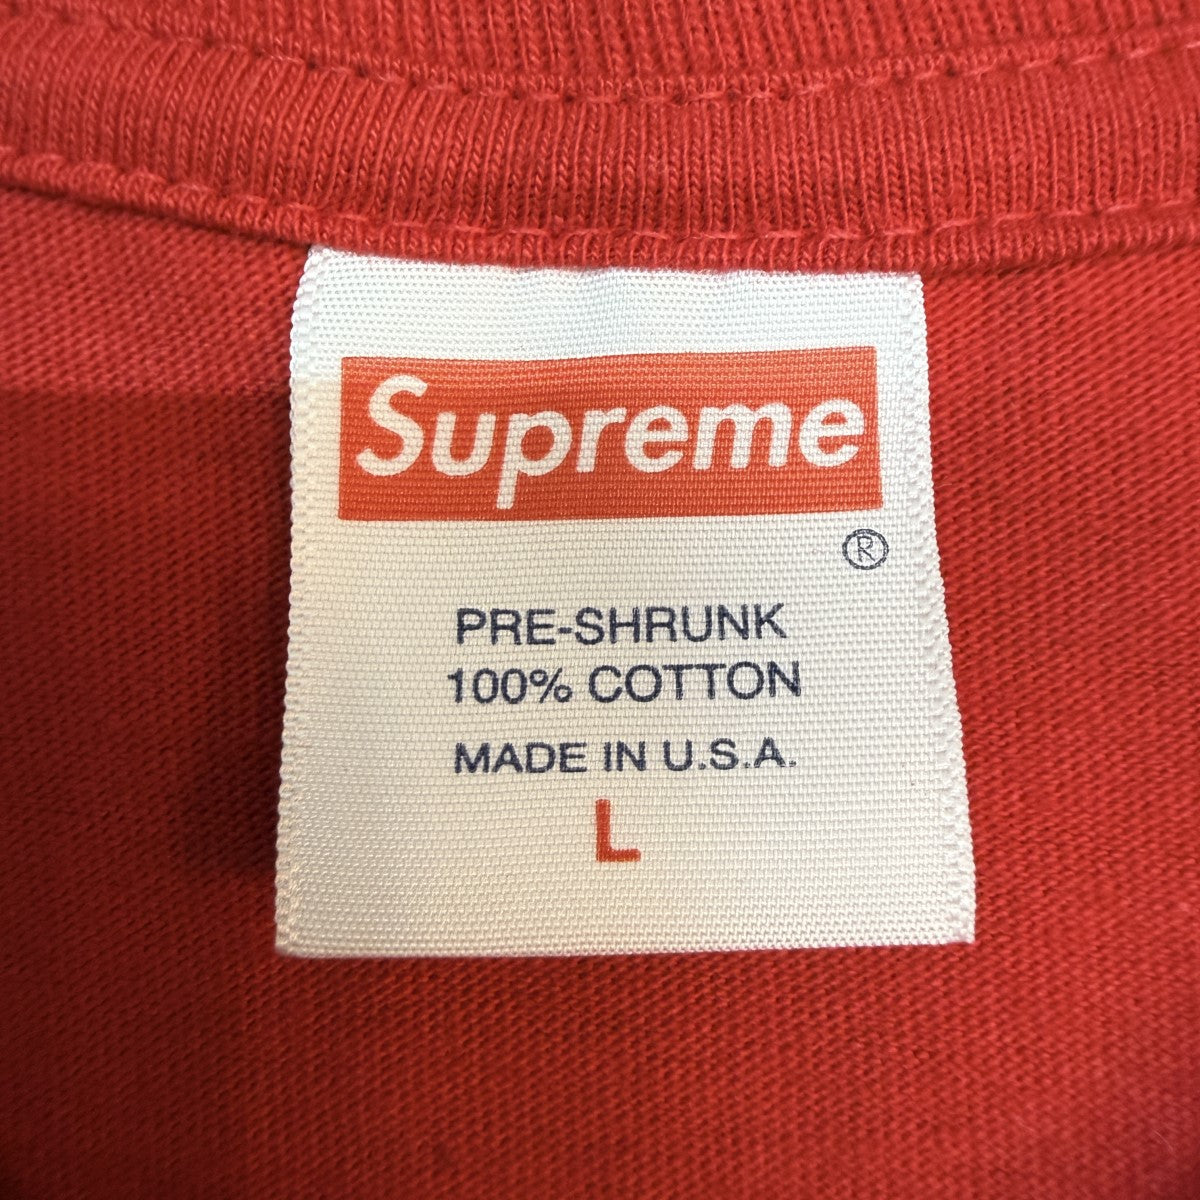 Supreme
®
PRE-SHRUNK
100% COTTON
MADE IN U.S.A.
L